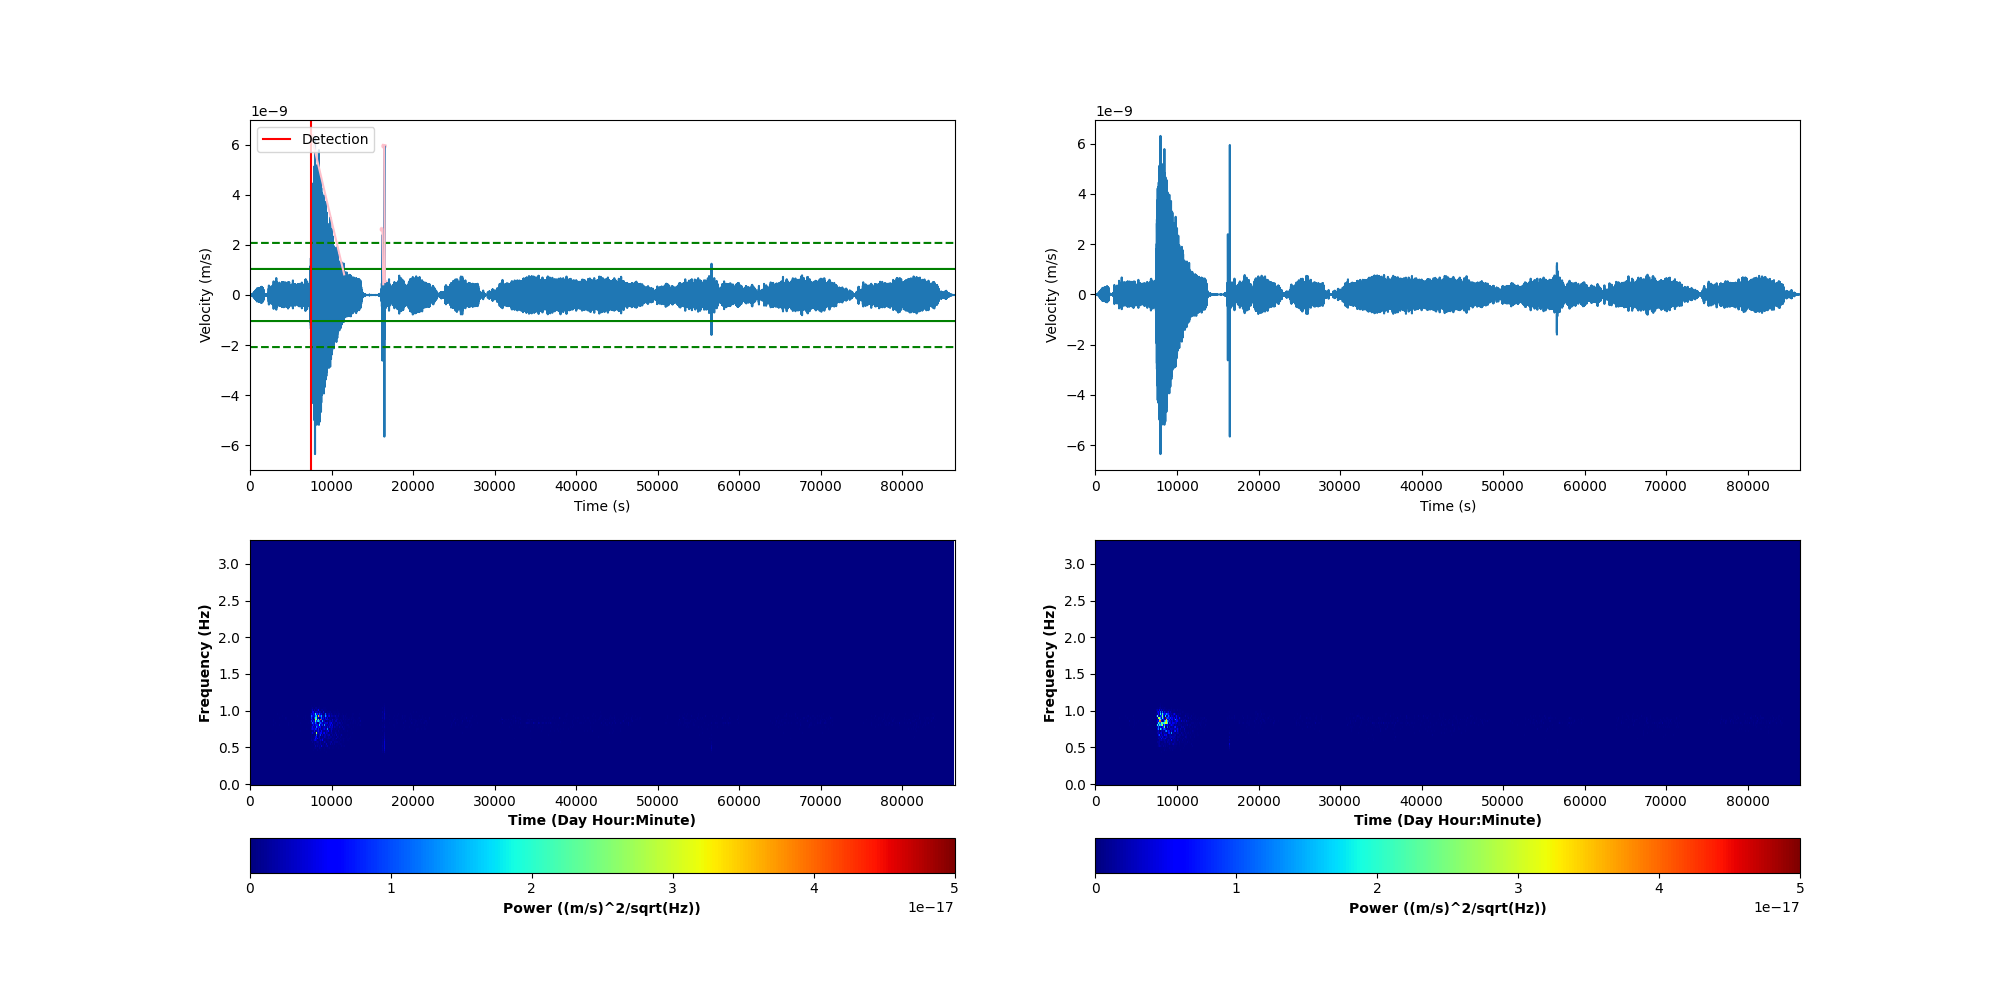 1e−9
1e−9
Detection
6
4
2
0
−2
−4
−6
Velocity (m/s)
0 10000 20000 30000 40000 50000 60000 70000 80000
Time (s)
6
4
2
0
−2
−4
−6
Velocity (m/s)
0 10000 20000 30000 40000 50000 60000 70000 80000
Time (s)
3.0
2.5
2.0
1.5
1.0
0.5
0.0
Frequency (Hz)
0 10000 20000 30000 40000 50000 60000 70000 80000
Time (Day Hour:Minute)
3.0
2.5
2.0
1.5
1.0
0.5
0.0
Frequency (Hz)
0 10000 20000 30000 40000 50000 60000 70000 80000
Time (Day Hour:Minute)
0 1 2 3 4 5
Power ((m/s)^2/sqrt(Hz))
1e−17
0 1 2 3 4 5
Power ((m/s)^2/sqrt(Hz))
1e−17